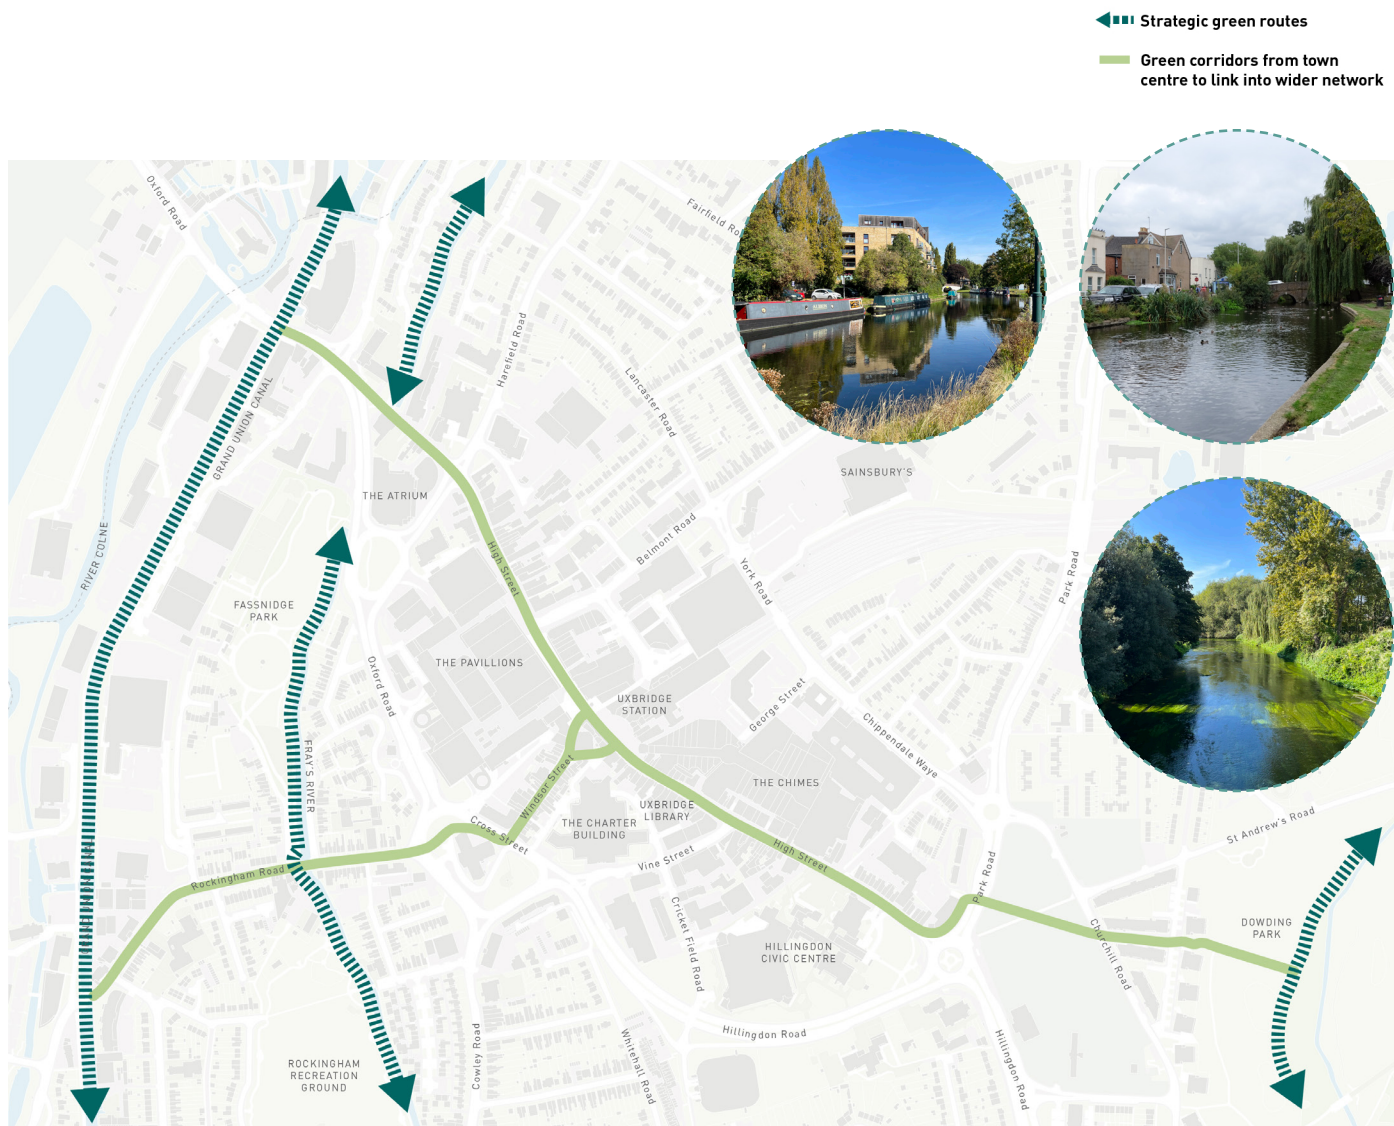 Strategic green routes
Green corridors from town
centre to link into wider network
Oxford Road
Fairfield Ro
Harefield Road
Lancaster Road
GRAND UNION CANAL
SAINSBURY'S
THE ATRIUM
Belmont Road
High Street
RIVER COLNE
York Road
Park Road
FASSNIDGE
PARK
THE PAVILLIONS
Oxford Road
UXBRIDGE
STATION
George Street
Chippendale Waye
FRAY'S RIVER
Windsor Street
THE CHIMES
UXBRIDGE
LIBRARY
THE CHARTER
BUILDING
Cross Street
St Andrew's Road
Vine Street
High Street
Rockingham Road
Park Road
Cricket Field Road
HILLINGDON
CIVIC CENTRE
Churchill Road
DOWDING
PARK
Hillingdon Road
Cowley Road
Whitehall Road
Hillingdon Road
ROCKINGHAM
RECREATION
GROUND